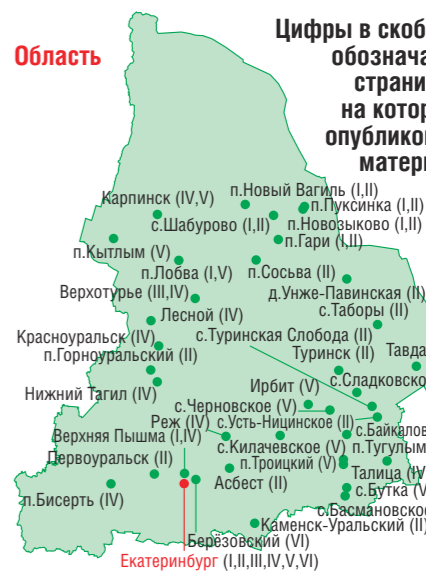 Цифры в скоб
Область
обознача
страни
на котор
опубликов
матери
п.Новый Вагиль (I,II)
Карпинск (IV,V)
п.Пуксинка (I,II)
с.Шабурово (I,II)
п.Новозыково (I,II)
п.Гари (I,II)
п.Кытлым (V)
п.Лобва (I,V)
п.Сосьва (II)
Верхотурье (III,IV)
д.Унже-Павинская (II)
с.Таборы (II)
Лесной (IV)
Красноуральск (IV)
с.Туринская Слобода (II)
п.Горноуральский (II)
Туринск (II)
Тавда
Нижний Тагил (IV)
Ирбит (V)
с.Сладковско
с.Черновское (V)
Реж (IV)
с.Усть-Ницинское (II)
Верхняя Пышма (I,IV)
с.Байкалов
с.Килачевское (V)
п.Тугулым
Первоуральск (II)
п.Троицкий (V)
Талица (IV
Асбест (II)
п.Бисерть (IV)
с.Бутка (V
с.Басмановское
Каменск-Уральский (II)
Берёзовский (VI)
Екатеринбург (I,II,III,IV,V,VI)